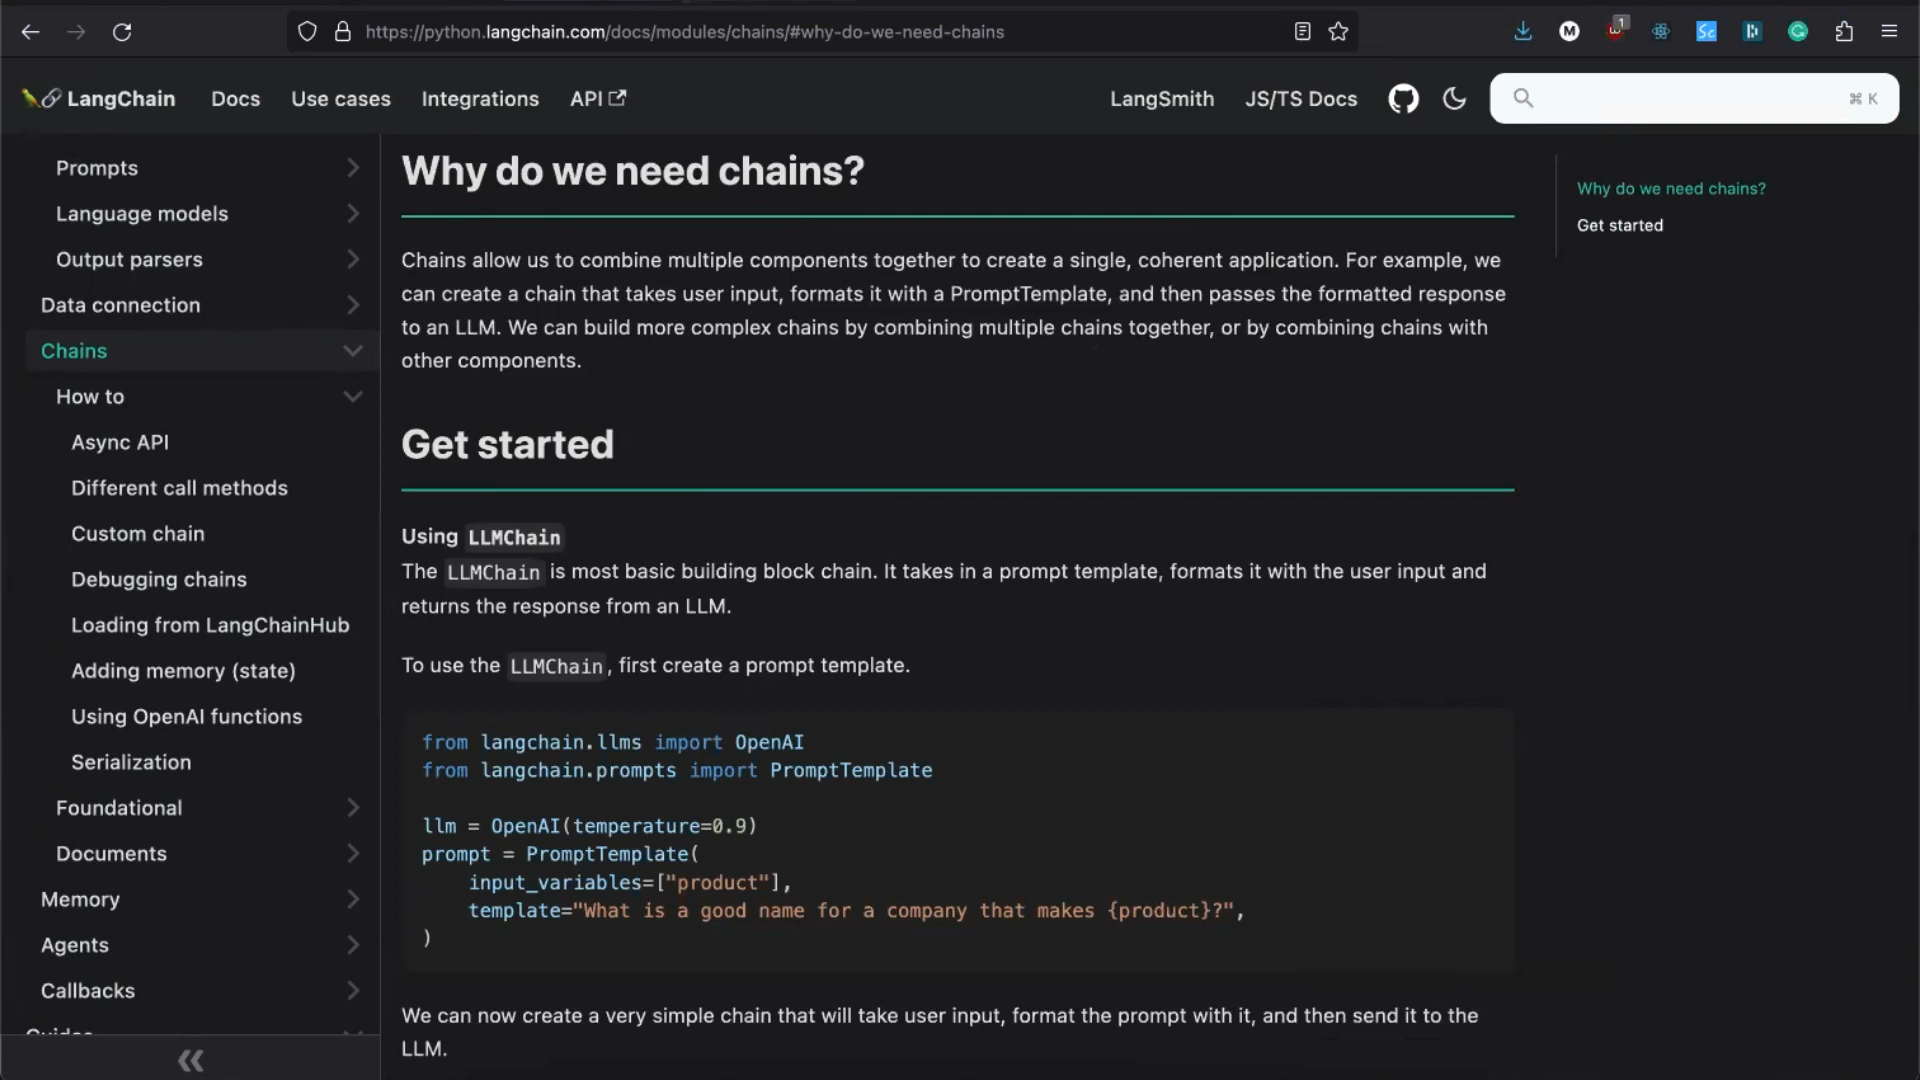 https://python.langchain.com/docs/modules/chains/#why-do-we-need-chains
1
LangChain
Docs
Use cases
Integrations
API
LangSmith
JS/TS Docs
⌘ K
Prompts
Language models
Output parsers
Data connection
Chains
How to
Async API
Different call methods
Custom chain
Debugging chains
Loading from LangChainHub
Adding memory (state)
Using OpenAI functions
Serialization
Foundational
Documents
Memory
Agents
Callbacks
Guides
Why do we need chains?
Chains allow us to combine multiple components together to create a single, coherent application. For example, we
can create a chain that takes user input, formats it with a PromptTemplate, and then passes the formatted response
to an LLM. We can build more complex chains by combining multiple chains together, or by combining chains with
other components.
Get started
Using LLMChain
The LLMChain is most basic building block chain. It takes in a prompt template, formats it with the user input and
returns the response from an LLM.
To use the LLMChain, first create a prompt template.
from langchain.llms import OpenAI
from langchain.prompts import PromptTemplate
llm = OpenAI(temperature=0.9)
prompt = PromptTemplate(
    input_variables=["product"],
    template="What is a good name for a company that makes {product}?",
)
We can now create a very simple chain that will take user input, format the prompt with it, and then send it to the
LLM.
Why do we need chains?
Get started